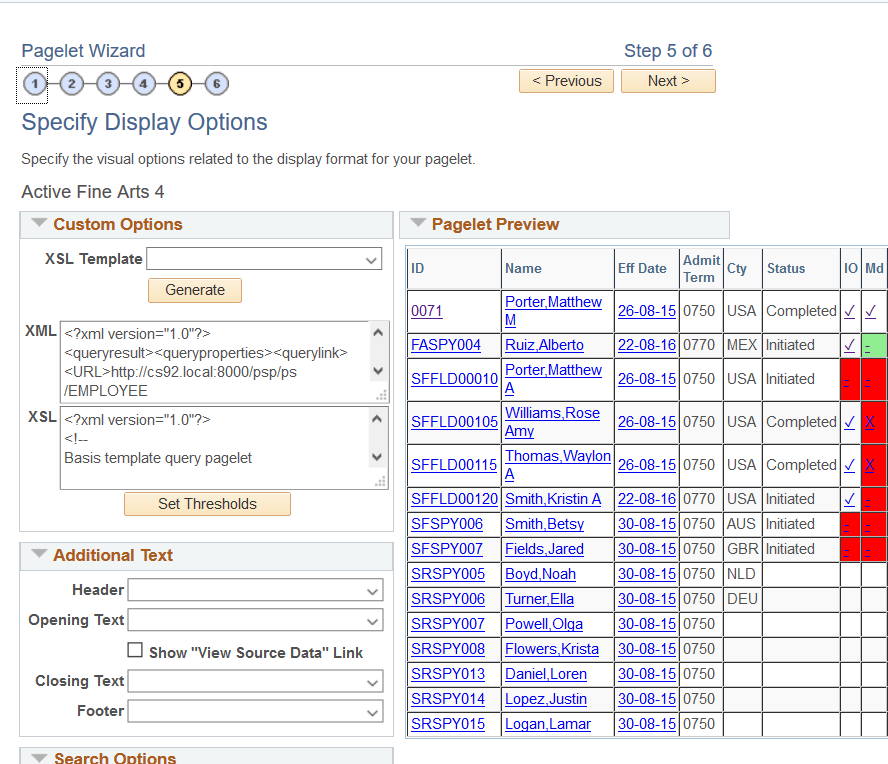 Pagelet Wizard
Step 5 of 6
1 2 3 4 5 6
< Previous
Next >
Specify Display Options
Specify the visual options related to the display format for your pagelet.
Active Fine Arts 4
Custom Options
XSL Template
Generate
XML
<?xml version="1.0"?>
<queryresult><queryproperties><querylink>
<URL>http://cs92.local:8000/psp/ps
/EMPLOYEE
XSL
<?xml version="1.0"?>
<!--
Basis template query pagelet
Set Thresholds
Additional Text
Header
Opening Text
Show "View Source Data" Link
Closing Text
Footer
Search Options
Pagelet Preview
ID Name Eff Date Admit Term Cty Status IO Md
0071 Porter,Matthew M 26-08-15 0750 USA Completed ✓ ✓
FASPY004 Ruiz,Alberto 22-08-16 0770 MEX Initiated ✓ -
SFFLD00010 Porter,Matthew A 26-08-15 0750 USA Initiated - -
SFFLD00105 Williams,Rose Amy 26-08-15 0750 USA Completed ✓ X
SFFLD00115 Thomas,Waylon A 26-08-15 0750 USA Completed ✓ X
SFFLD00120 Smith,Kristin A 22-08-16 0770 USA Initiated ✓ -
SFSPY006 Smith,Betsy 30-08-15 0750 AUS Initiated - -
SFSPY007 Fields,Jared 30-08-15 0750 GBR Initiated - -
SRSPY005 Boyd,Noah 30-08-15 0750 NLD
SRSPY006 Turner,Ella 30-08-15 0750 DEU
SRSPY007 Powell,Olga 30-08-15 0750
SRSPY008 Flowers,Krista 30-08-15 0750
SRSPY013 Daniel,Loren 30-08-15 0750
SRSPY014 Lopez,Justin 30-08-15 0750
SRSPY015 Logan,Lamar 30-08-15 0750